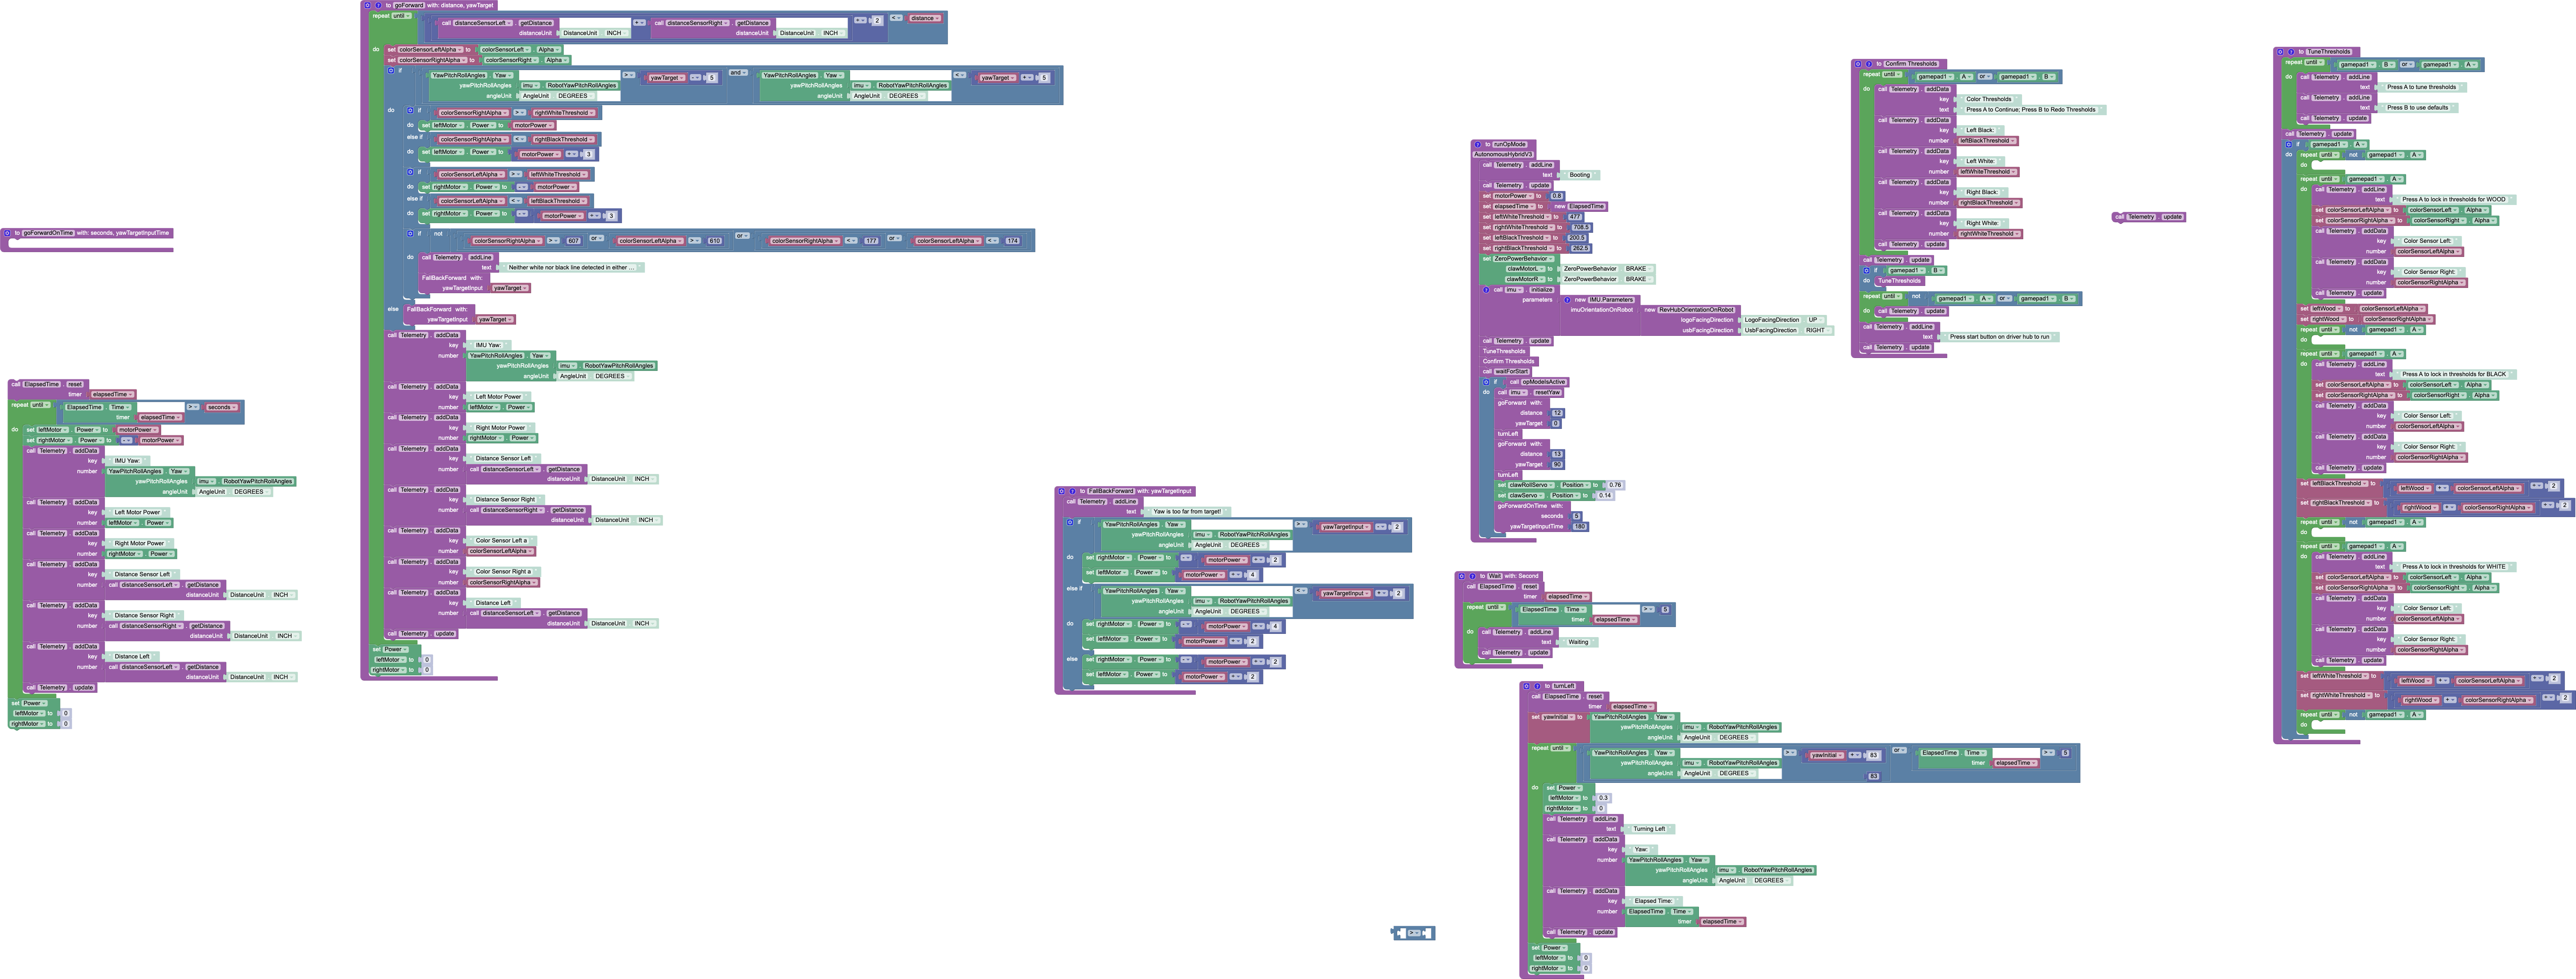 to goForward with: distance, yawTarget
repeat until call distanceSensorLeft . getDistance + call distanceSensorRight . getDistance ÷ 2 < distance
distanceUnit DistanceUnit INCH distanceUnit DistanceUnit INCH
do set colorSensorLeftAlpha to colorSensorLeft . Alpha
set colorSensorRightAlpha to colorSensorRight . Alpha
if YawPitchRollAngles . Yaw > yawTarget - 5 and YawPitchRollAngles . Yaw < yawTarget + 5
yawPitchRollAngles imu . RobotYawPitchRollAngles yawPitchRollAngles imu . RobotYawPitchRollAngles
angleUnit AngleUnit DEGREES angleUnit AngleUnit DEGREES
do if colorSensorRightAlpha > rightWhiteThreshold
do set leftMotor . Power to motorPower
else if colorSensorRightAlpha < rightBlackThreshold
do set leftMotor . Power to motorPower ÷ 3
if colorSensorLeftAlpha > leftWhiteThreshold
do set rightMotor . Power to - motorPower
else if colorSensorLeftAlpha < leftBlackThreshold
do set rightMotor . Power to - motorPower ÷ 3
if not colorSensorRightAlpha > 607 or colorSensorLeftAlpha > 610 or colorSensorRightAlpha < 177 or colorSensorLeftAlpha < 174
do call Telemetry . addLine
text Neither white nor black line detected in either ...
FallBackForward with:
yawTargetInput yawTarget
else FallBackForward with:
yawTargetInput yawTarget
call Telemetry . addData
key IMU Yaw:
number YawPitchRollAngles . Yaw
yawPitchRollAngles imu . RobotYawPitchRollAngles
angleUnit AngleUnit DEGREES
call Telemetry . addData
key Left Motor Power
number leftMotor . Power
call Telemetry . addData
key Right Motor Power
number rightMotor . Power
call Telemetry . addData
key Distance Sensor Left
number call distanceSensorLeft . getDistance
distanceUnit DistanceUnit INCH
call Telemetry . addData
key Distance Sensor Right
number call distanceSensorRight . getDistance
distanceUnit DistanceUnit INCH
call Telemetry . addData
key Color Sensor Left a
number colorSensorLeftAlpha
call Telemetry . addData
key Color Sensor Right a
number colorSensorRightAlpha
call Telemetry . addData
key Distance Left
number call distanceSensorLeft . getDistance
distanceUnit DistanceUnit INCH
call Telemetry . update
set Power
leftMotor to 0
rightMotor to 0
to goForwardOnTime with: seconds, yawTargetInputTime
call ElapsedTime . reset
timer elapsedTime
repeat until ElapsedTime . Time > seconds
timer elapsedTime
do set leftMotor . Power to motorPower
set rightMotor . Power to - motorPower
call Telemetry . addData
key IMU Yaw:
number YawPitchRollAngles . Yaw
yawPitchRollAngles imu . RobotYawPitchRollAngles
angleUnit AngleUnit DEGREES
call Telemetry . addData
key Left Motor Power
number leftMotor . Power
call Telemetry . addData
key Right Motor Power
number rightMotor . Power
call Telemetry . addData
key Distance Sensor Left
number call distanceSensorLeft . getDistance
distanceUnit DistanceUnit INCH
call Telemetry . addData
key Distance Sensor Right
number call distanceSensorRight . getDistance
distanceUnit DistanceUnit INCH
call Telemetry . addData
key Distance Left
number call distanceSensorLeft . getDistance
distanceUnit DistanceUnit INCH
call Telemetry . update
set Power
leftMotor to 0
rightMotor to 0
to FallBackForward with: yawTargetInput
call Telemetry . addLine
text Yaw is too far from target!
if YawPitchRollAngles . Yaw > yawTargetInput - 2
yawPitchRollAngles imu . RobotYawPitchRollAngles
angleUnit AngleUnit DEGREES
do set rightMotor . Power to - motorPower ÷ 2
set leftMotor . Power to motorPower ÷ 4
else if YawPitchRollAngles . Yaw < yawTargetInput + 2
yawPitchRollAngles imu . RobotYawPitchRollAngles
angleUnit AngleUnit DEGREES
do set rightMotor . Power to - motorPower ÷ 4
set leftMotor . Power to motorPower ÷ 2
else set rightMotor . Power to - motorPower ÷ 2
set leftMotor . Power to motorPower ÷ 2
to runOpMode
AutonomousHybridV3
call Telemetry . addLine
text Booting
call Telemetry . update
set motorPower to 0.8
set elapsedTime to new ElapsedTime
set leftWhiteThreshold to 477
set rightWhiteThreshold to 708.5
set leftBlackThreshold to 200.5
set rightBlackThreshold to 262.5
set ZeroPowerBehavior
clawMotorL to ZeroPowerBehavior BRAKE
clawMotorR to ZeroPowerBehavior BRAKE
call imu . initialize
parameters new IMU.Parameters
imuOrientationOnRobot new RevHubOrientationOnRobot
logoFacingDirection LogoFacingDirection UP
usbFacingDirection UsbFacingDirection RIGHT
call Telemetry . update
TuneThresholds
Confirm Thresholds
call waitForStart
if call opModeIsActive
do call imu . resetYaw
goForward with:
distance 12
yawTarget 0
turnLeft
goForward with:
distance 13
yawTarget 90
turnLeft
set clawRollServo . Position to 0.76
set clawServo . Position to 0.14
goForwardOnTime with:
seconds 5
yawTargetInputTime 180
to Wait with: Second
call ElapsedTime . reset
timer elapsedTime
repeat until ElapsedTime . Time > 5
timer elapsedTime
do call Telemetry . addLine
text Waiting
call Telemetry . update
to turnLeft
call ElapsedTime . reset
timer elapsedTime
set yawInitial to YawPitchRollAngles . Yaw
yawPitchRollAngles imu . RobotYawPitchRollAngles
angleUnit AngleUnit DEGREES
repeat until YawPitchRollAngles . Yaw > yawInitial + 83 or ElapsedTime . Time > 5
yawPitchRollAngles imu . RobotYawPitchRollAngles timer elapsedTime
angleUnit AngleUnit DEGREES 83
do set Power
leftMotor to 0.3
rightMotor to 0
call Telemetry . addLine
text Turning Left
call Telemetry . addData
key Yaw:
number YawPitchRollAngles . Yaw
yawPitchRollAngles imu . RobotYawPitchRollAngles
angleUnit AngleUnit DEGREES
call Telemetry . addData
key Elapsed Time:
number ElapsedTime . Time
timer elapsedTime
call Telemetry . update
set Power
leftMotor to 0
rightMotor to 0
>
to Confirm Thresholds
repeat until gamepad1 . A or gamepad1 . B
do call Telemetry . addData
key Color Thresholds
text Press A to Continue; Press B to Redo Thresholds
call Telemetry . addData
key Left Black:
number leftBlackThreshold
call Telemetry . addData
key Left White:
number leftWhiteThreshold
call Telemetry . addData
key Right Black:
number rightBlackThreshold
call Telemetry . addData
key Right White:
number rightWhiteThreshold
call Telemetry . update
call Telemetry . update
if gamepad1 . B
do TuneThresholds
repeat until not gamepad1 . A or gamepad1 . B
do call Telemetry . update
call Telemetry . addLine
text Press start button on driver hub to run
call Telemetry . update
call Telemetry . update
to TuneThresholds
repeat until gamepad1 . B or gamepad1 . A
do call Telemetry . addLine
text Press A to tune thresholds
call Telemetry . addLine
text Press B to use defaults
call Telemetry . update
call Telemetry . update
if gamepad1 . A
do repeat until not gamepad1 . A
do
repeat until gamepad1 . A
do call Telemetry . addLine
text Press A to lock in thresholds for WOOD
set colorSensorLeftAlpha to colorSensorLeft . Alpha
set colorSensorRightAlpha to colorSensorRight . Alpha
call Telemetry . addData
key Color Sensor Left:
number colorSensorLeftAlpha
call Telemetry . addData
key Color Sensor Right:
number colorSensorRightAlpha
call Telemetry . update
set leftWood to colorSensorLeftAlpha
set rightWood to colorSensorRightAlpha
repeat until not gamepad1 . A
do
repeat until gamepad1 . A
do call Telemetry . addLine
text Press A to lock in thresholds for BLACK
set colorSensorLeftAlpha to colorSensorLeft . Alpha
set colorSensorRightAlpha to colorSensorRight . Alpha
call Telemetry . addData
key Color Sensor Left:
number colorSensorLeftAlpha
call Telemetry . addData
key Color Sensor Right:
number colorSensorRightAlpha
call Telemetry . update
set leftBlackThreshold to leftWood + colorSensorLeftAlpha ÷ 2
set rightBlackThreshold to rightWood + colorSensorRightAlpha ÷ 2
repeat until not gamepad1 . A
do
repeat until gamepad1 . A
do call Telemetry . addLine
text Press A to lock in thresholds for WHITE
set colorSensorLeftAlpha to colorSensorLeft . Alpha
set colorSensorRightAlpha to colorSensorRight . Alpha
call Telemetry . addData
key Color Sensor Left:
number colorSensorLeftAlpha
call Telemetry . addData
key Color Sensor Right:
number colorSensorRightAlpha
call Telemetry . update
set leftWhiteThreshold to leftWood + colorSensorLeftAlpha ÷ 2
set rightWhiteThreshold to rightWood + colorSensorRightAlpha ÷ 2
repeat until not gamepad1 . A
do